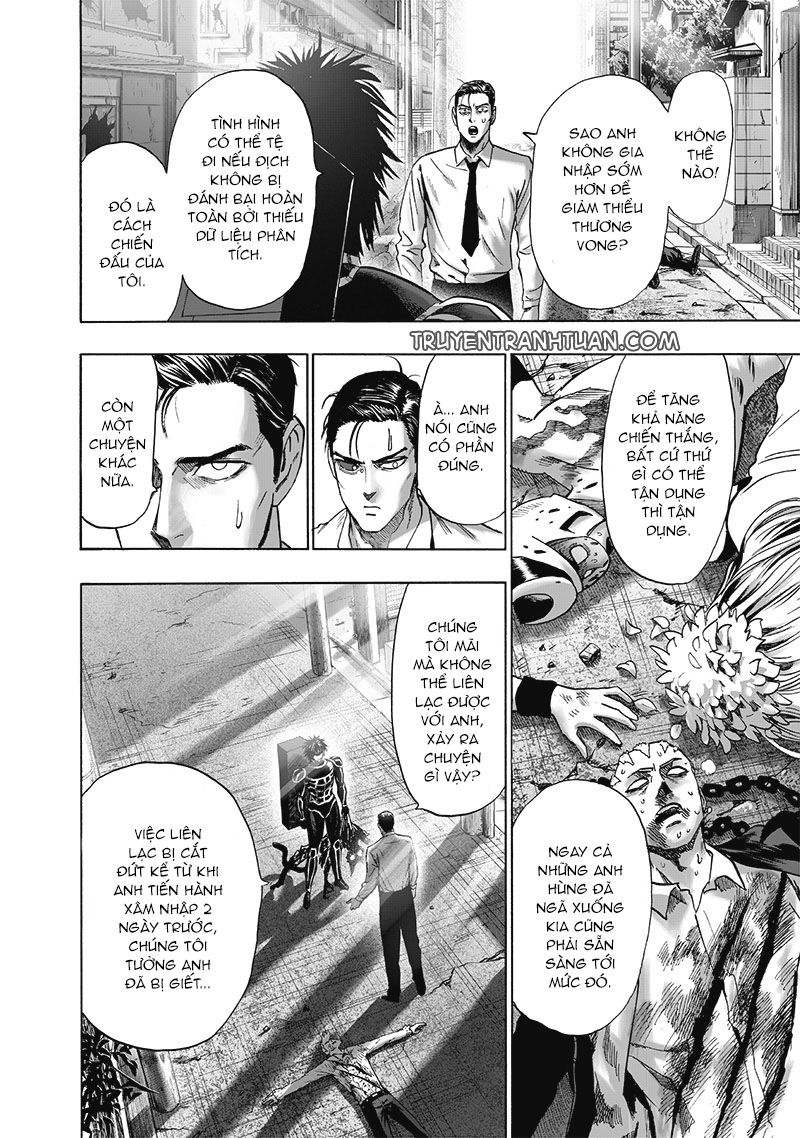 KHÔNG
THỂ
NÀO!
SAO ANH
KHÔNG GIA
NHẬP SỚM
HƠN ĐỂ
GIẢM THIỂU
THƯƠNG
VONG?
TÌNH HÌNH
CÓ THỂ TỆ
ĐI NẾU ĐỊCH
KHÔNG BỊ
ĐÁNH BẠI HOÀN
TOÀN BỞI THIẾU
DỮ LIỆU PHÂN
TÍCH.
ĐÓ LÀ
CÁCH
CHIẾN
ĐẤU CỦA
TÔI.
TRUYENTRANHTUAN.COM
ĐỂ TĂNG
KHẢ NĂNG
CHIẾN THẮNG,
BẤT CỨ THỨ
GÌ CÓ THỂ
TẬN DỤNG
THÌ TẬN
DỤNG.
NGAY CẢ
NHỮNG ANH
HÙNG ĐÃ
NGÃ XUỐNG
KIA CŨNG
PHẢI SẴN
SÀNG TỚI
MỨC ĐÓ.
À... ANH
NÓI CŨNG
CÓ PHẦN
ĐÚNG.
CÒN
MỘT
CHUYỆN
KHÁC
NỮA.
CHÚNG
TÔI MÃI
MÀ KHÔNG
THỂ LIÊN
LẠC ĐƯỢC
VỚI ANH,
XẢY RA
CHUYỆN
GÌ VẬY?
VIỆC LIÊN
LẠC BỊ CẮT
ĐỨT KỂ TỪ KHI
ANH TIẾN HÀNH
XÂM NHẬP 2
NGÀY TRƯỚC,
CHÚNG TÔI
TƯỞNG ANH
ĐÃ BỊ GIẾT...